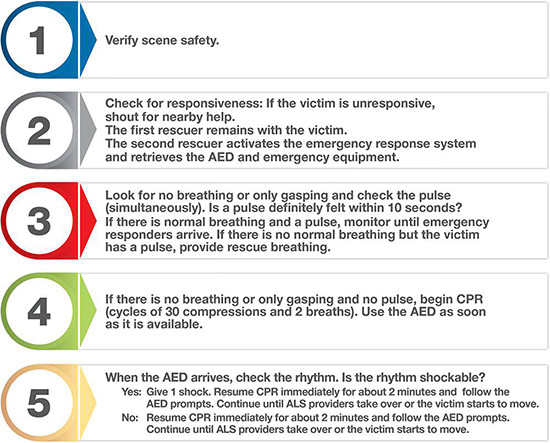 1
Verify scene safety.
2
Check for responsiveness: If the victim is unresponsive,
shout for nearby help.
The first rescuer remains with the victim.
The second rescuer activates the emergency response system
and retrieves the AED and emergency equipment.
3
Look for no breathing or only gasping and check the pulse
(simultaneously). Is a pulse definitely felt within 10 seconds?
If there is normal breathing and a pulse, monitor until emergency
responders arrive. If there is no normal breathing but the victim
has a pulse, provide rescue breathing.
4
If there is no breathing or only gasping and no pulse, begin CPR
(cycles of 30 compressions and 2 breaths). Use the AED as soon
as it is available.
5
When the AED arrives, check the rhythm. Is the rhythm shockable?
Yes: Give 1 shock. Resume CPR immediately for about 2 minutes and follow the
AED prompts. Continue until ALS providers take over or the victim starts to move.
No: Resume CPR immediately for about 2 minutes and follow the AED prompts.
Continue until ALS providers take over or the victim starts to move.